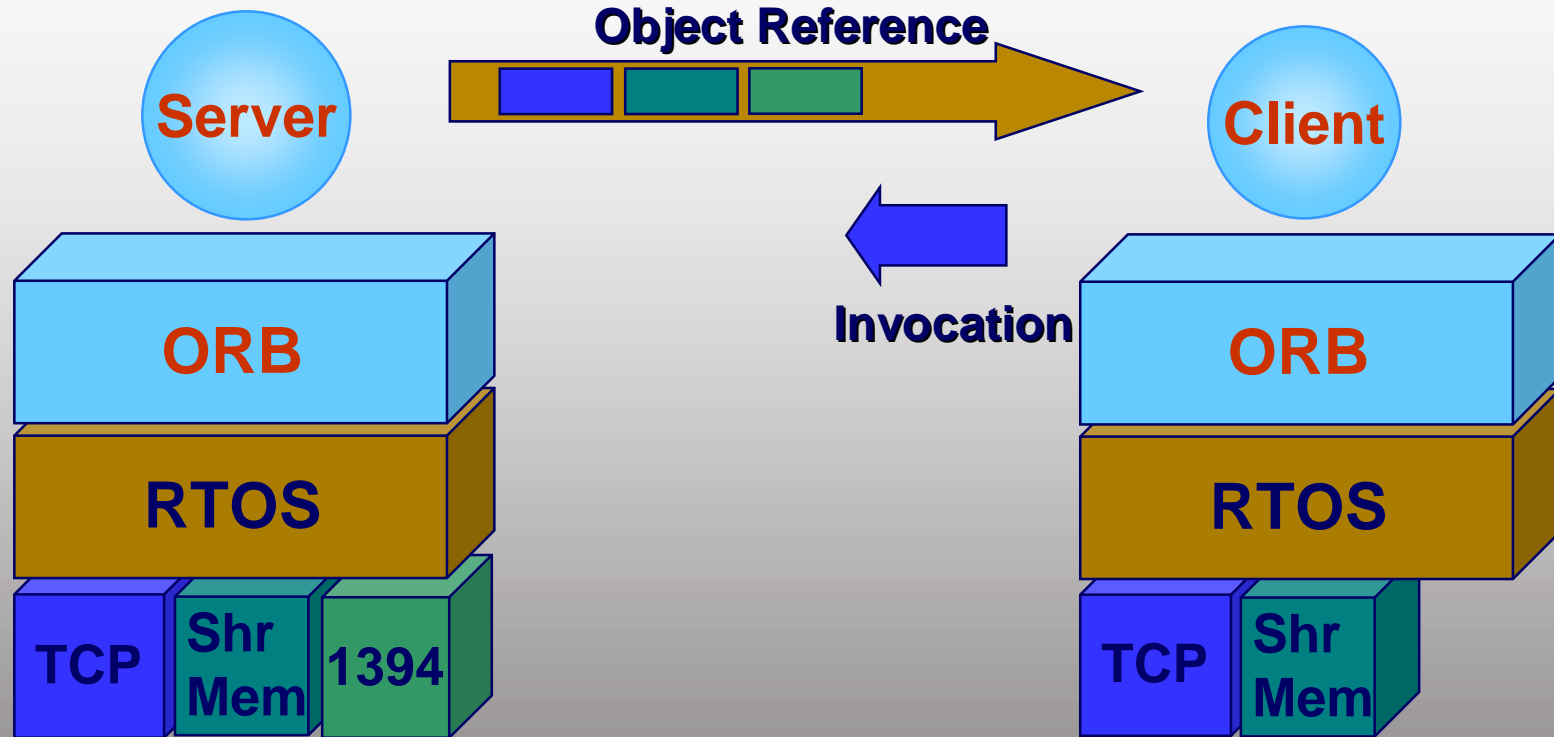 Object Reference
Server
Client
Invocation
ORB
ORB
RTOS
RTOS
TCP
Shr
Mem
1394
TCP
Shr
Mem